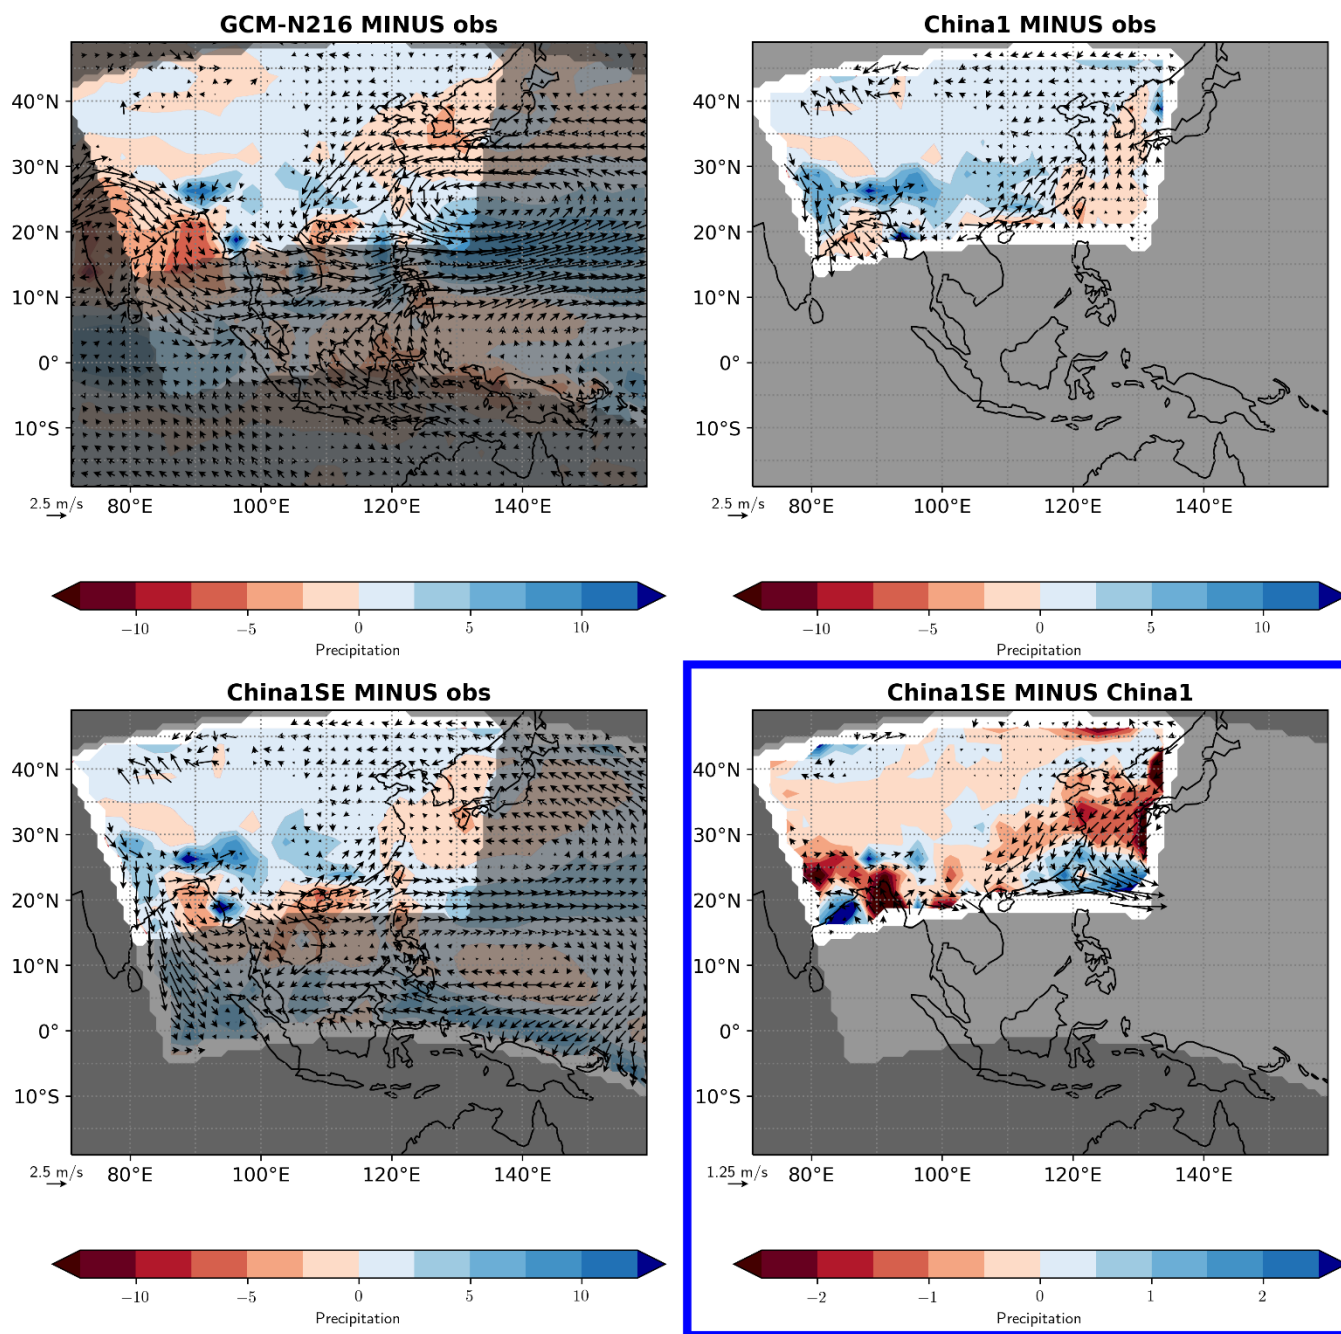 GCM-N216 MINUS obs
40°N
30°N
20°N
10°N
0°
10°S
2.5 m/s
80°E 100°E 120°E 140°E
−10 −5 0 5 10
Precipitation
China1 MINUS obs
40°N
30°N
20°N
10°N
0°
10°S
2.5 m/s
80°E 100°E 120°E 140°E
−10 −5 0 5 10
Precipitation
China1SE MINUS obs
40°N
30°N
20°N
10°N
0°
10°S
2.5 m/s
80°E 100°E 120°E 140°E
−10 −5 0 5 10
Precipitation
China1SE MINUS China1
40°N
30°N
20°N
10°N
0°
10°S
1.25 m/s
80°E 100°E 120°E 140°E
−2 −1 0 1 2
Precipitation